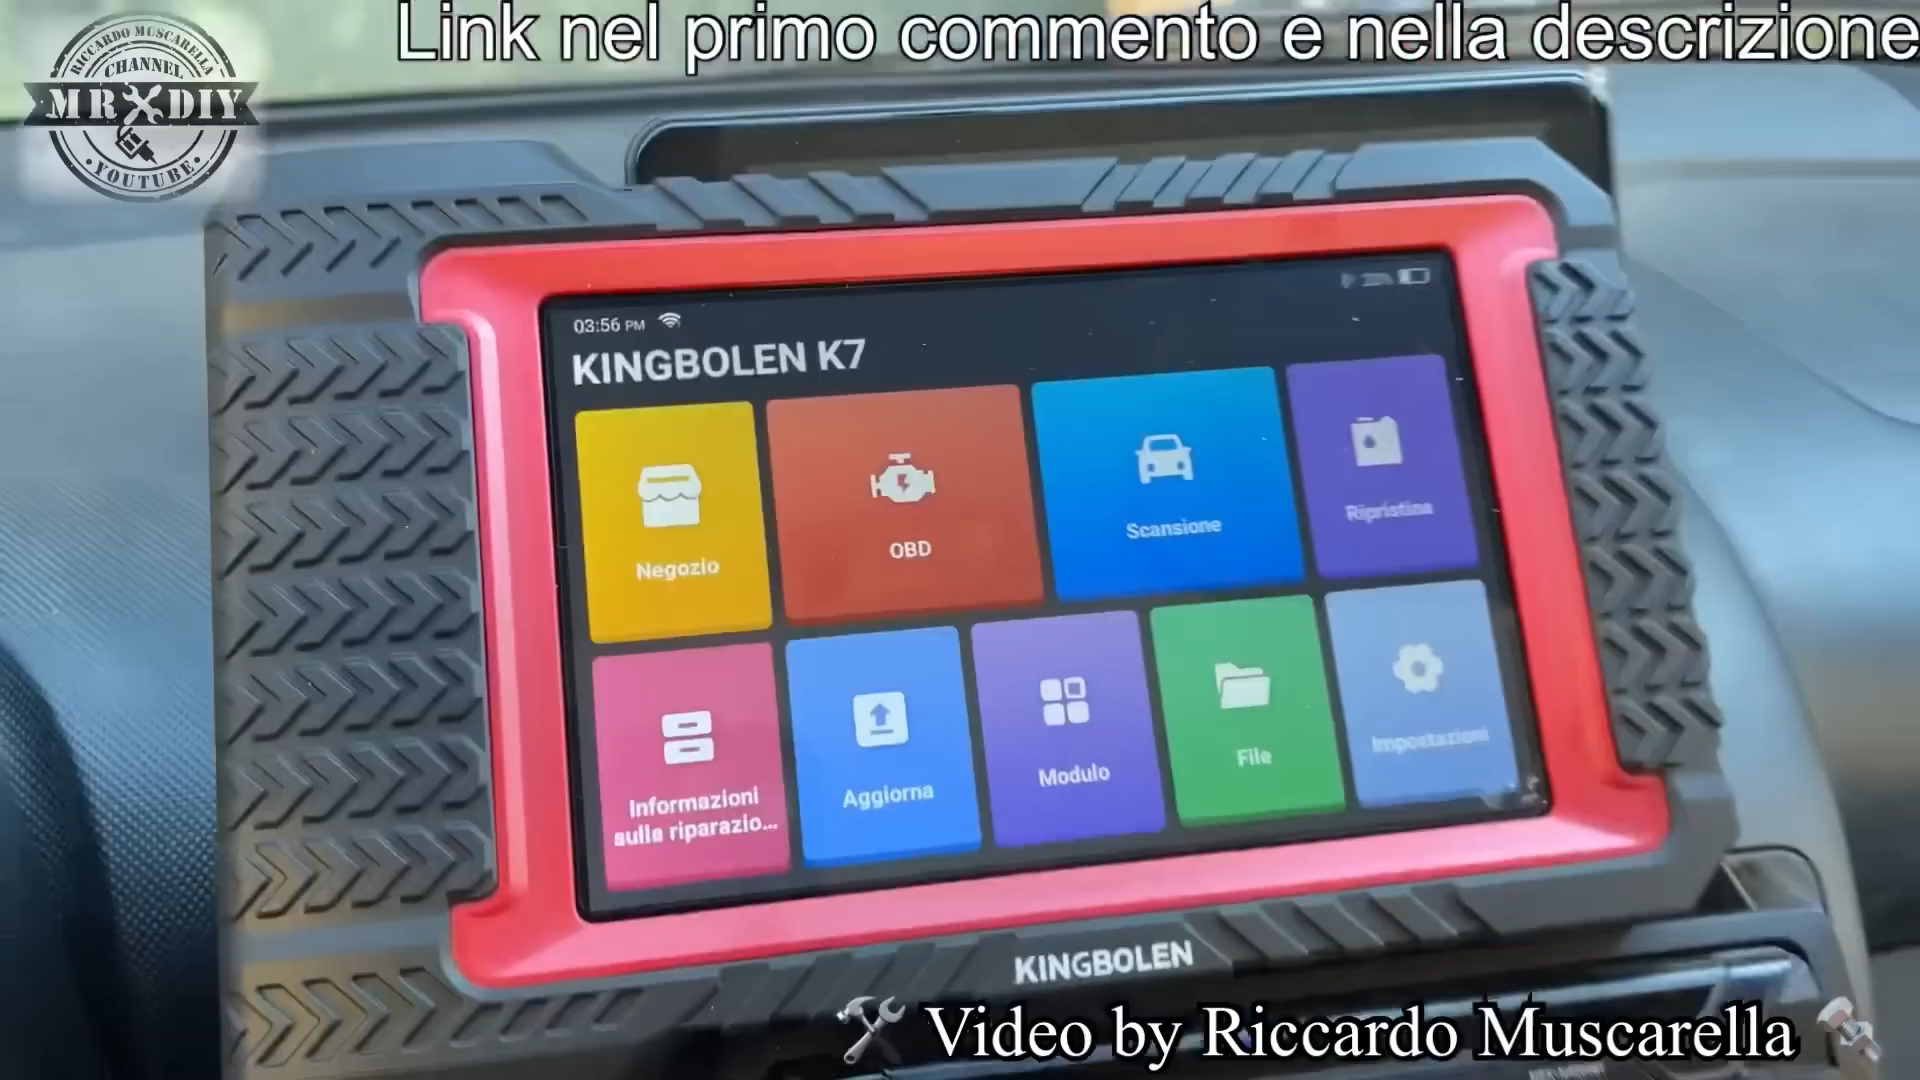 Link nel primo commento e nella descrizione
RICCARDO MUSCARELLA
CHANNEL
MR DIY
YOUTUBE
03:56 PM
KINGBOLEN K7
Negozio
OBD
Scansione
Ripristina
Informazioni
sulla riparazio...
Aggiorna
Modulo
File
Impostazioni
KINGBOLEN
Video by Riccardo Muscarella